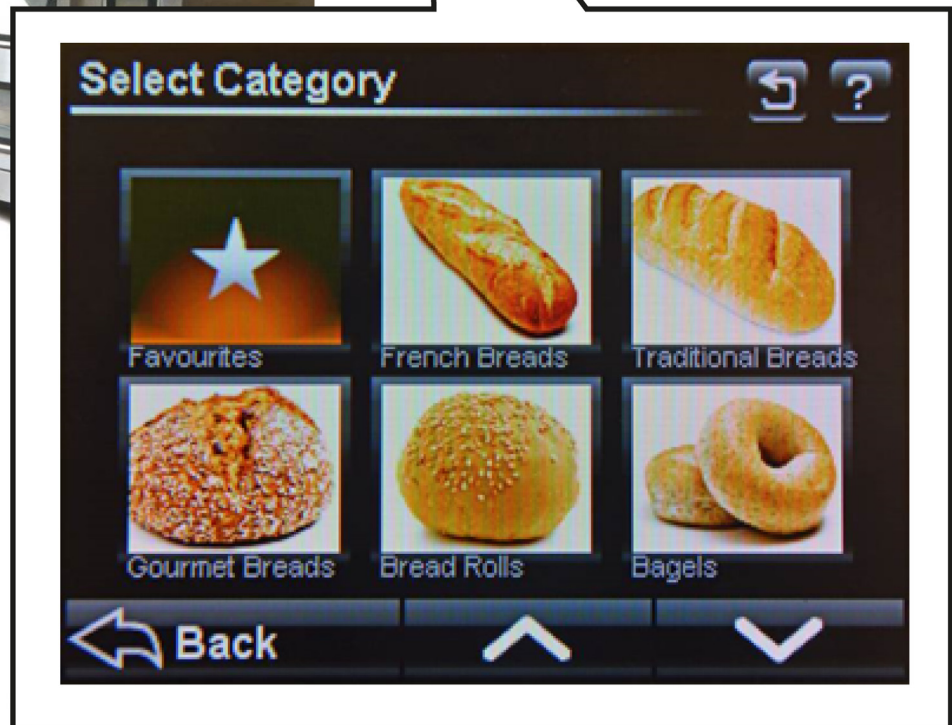 Select Category
?
Favourites
French Breads
Traditional Breads
Gourmet Breads
Bread Rolls
Bagels
Back